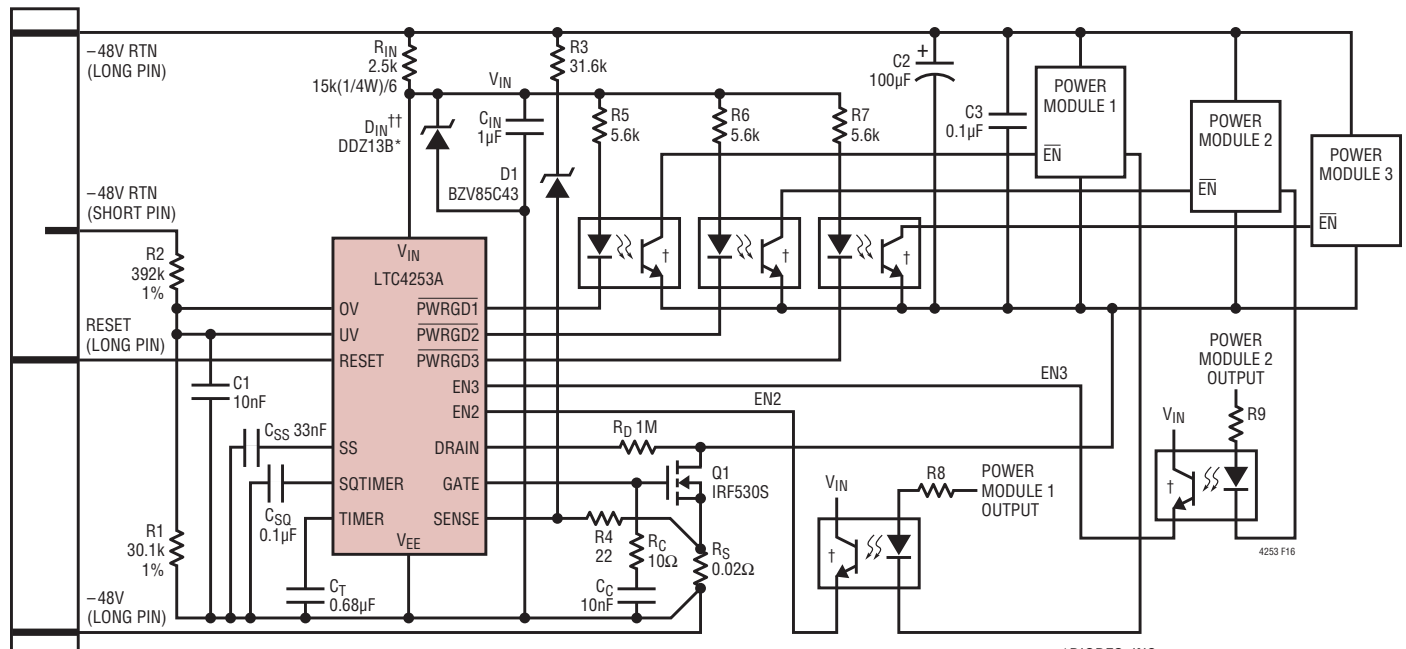 –48V RTN
(LONG PIN)
RIN
2.5k
15k(1/4W)/6
R3
31.6k
VIN
DIN††
DDZ13B*
CIN
1µF
D1
BZV85C43
R5
5.6k
R6
5.6k
R7
5.6k
+
C2
100µF
C3
0.1µF
POWER
MODULE 1
EN
POWER
MODULE 2
EN
POWER
MODULE 3
EN
–48V RTN
(SHORT PIN)
R2
392k
1%
†
†
†
VIN
LTC4253A
OV
UV
RESET
SS
SQTIMER
TIMER
VEE
PWRGD1
PWRGD2
PWRGD3
EN3
EN2
DRAIN
GATE
SENSE
RESET
(LONG PIN)
C1
10nF
CSS 33nF
CSQ
0.1µF
R1
30.1k
1%
CT
0.68µF
–48V
(LONG PIN)
EN3
EN2
RD 1M
Q1
IRF530S
R4
22
RC
10Ω
CC
10nF
RS
0.02Ω
VIN
†
R8
POWER
MODULE 1
OUTPUT
POWER
MODULE 2
OUTPUT
VIN
R9
†
4253 F16